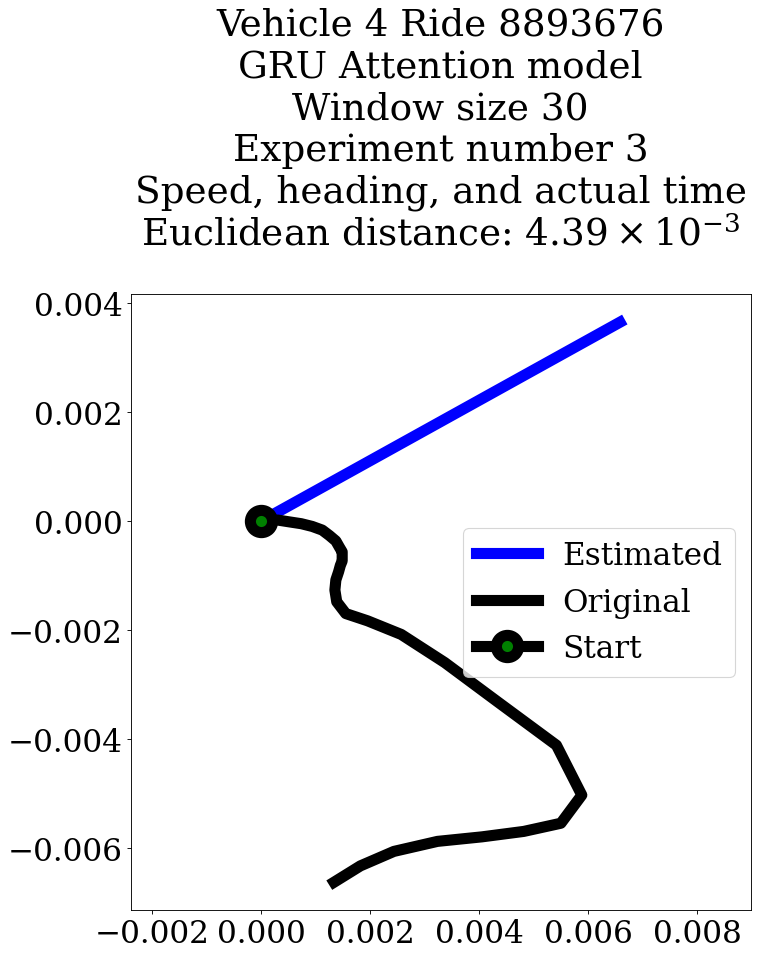 Vehicle 4 Ride 8893676
GRU Attention model
Window size 30
Experiment number 3
Speed, heading, and actual time
Euclidean distance: 4.39 × 10⁻³
0.004
0.002
0.000
−0.002
−0.004
−0.006
Estimated
Original
Start
−0.002 0.000 0.002 0.004 0.006 0.008